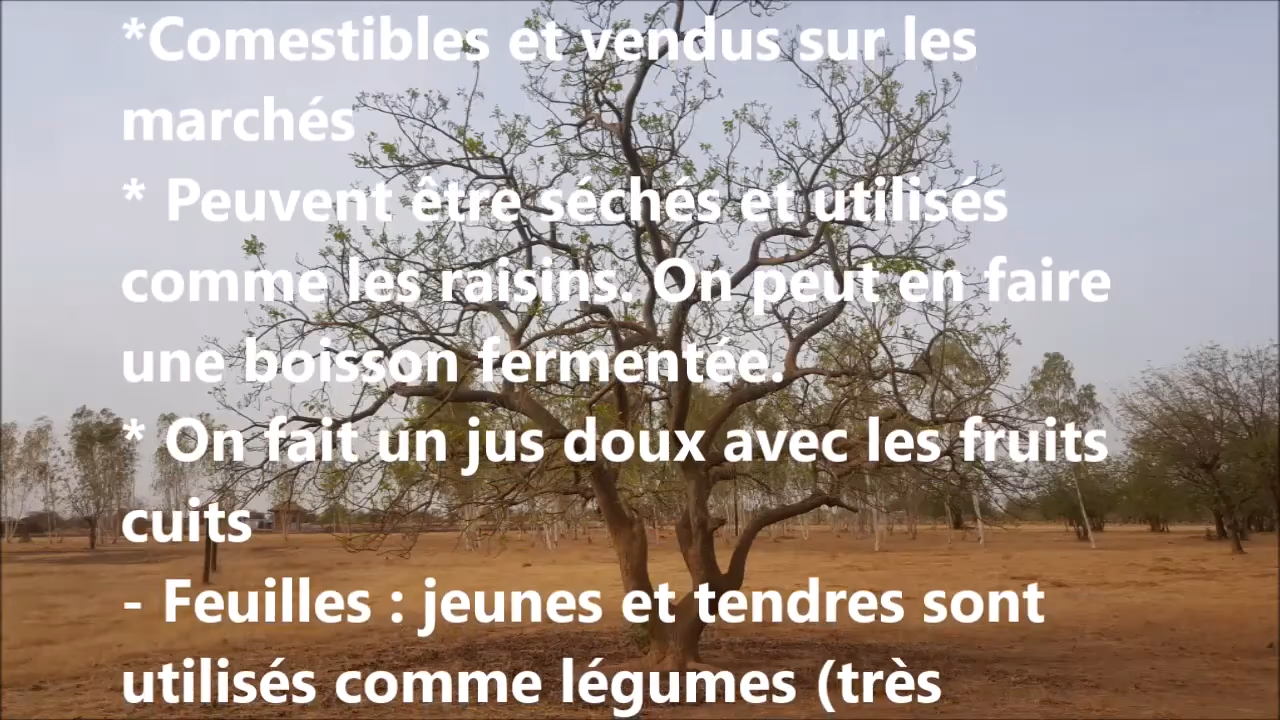 *Comestibles et vendus sur les
marchés
* Peuvent être séchés et utilisés
comme les raisins. On peut en faire
une boisson fermentée.
* On fait un jus doux avec les fruits
cuits
- Feuilles : jeunes et tendres sont
utilisés comme légumes (très